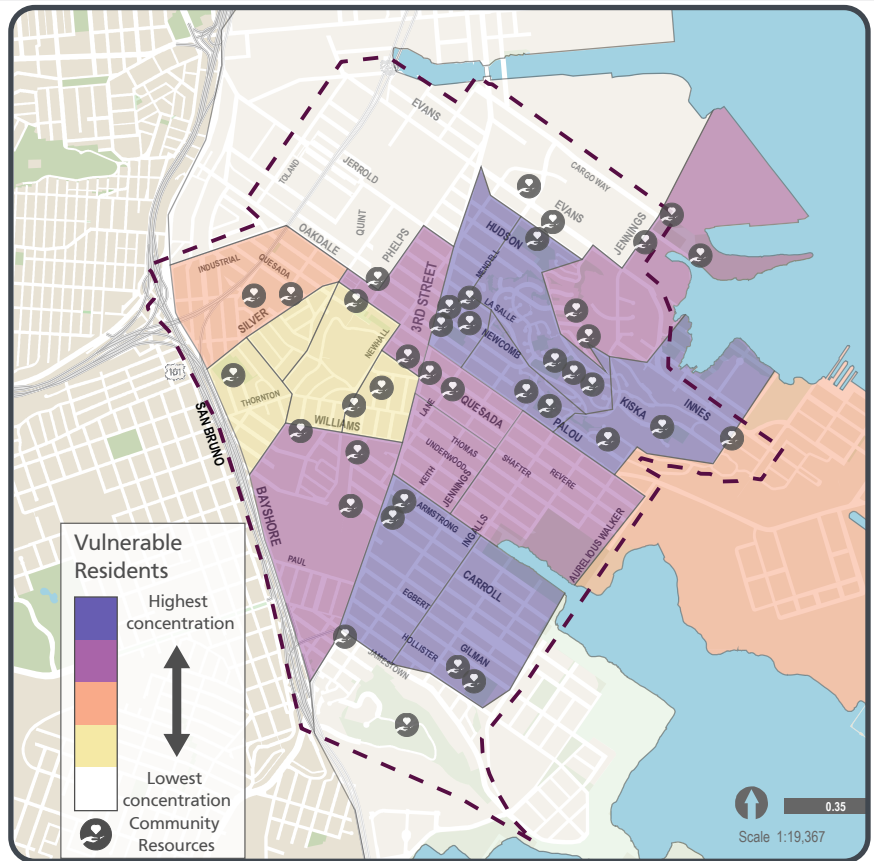 EVANS
CARGO WAY
TOLAND
JERROLD
EVANS
QUINT
JENNINGS
OAKDALE
PHELPS
HUDSON
MENDELL
INDUSTRIAL
QUESADA
3RD STREET
LA SALLE
SILVER
NEWHALL
NEWCOMB
101
THORNTON
KISKA
INNES
WILLIAMS
LANE
QUESADA
PALOU
SAN BRUNO
THOMAS
UNDERWOOD
SHAFTER
REVERE
KEITH
JENNINGS
BAYSHORE
ARMSTRONG
INGALLS
AURELIOUS WALKER
PAUL
CARROLL
EGBERT
HOLLISTER
GILMAN
JAMESTOWN
Vulnerable
Residents
Highest
concentration
Lowest
concentration
Community
Resources
0.35
Scale 1:19,367